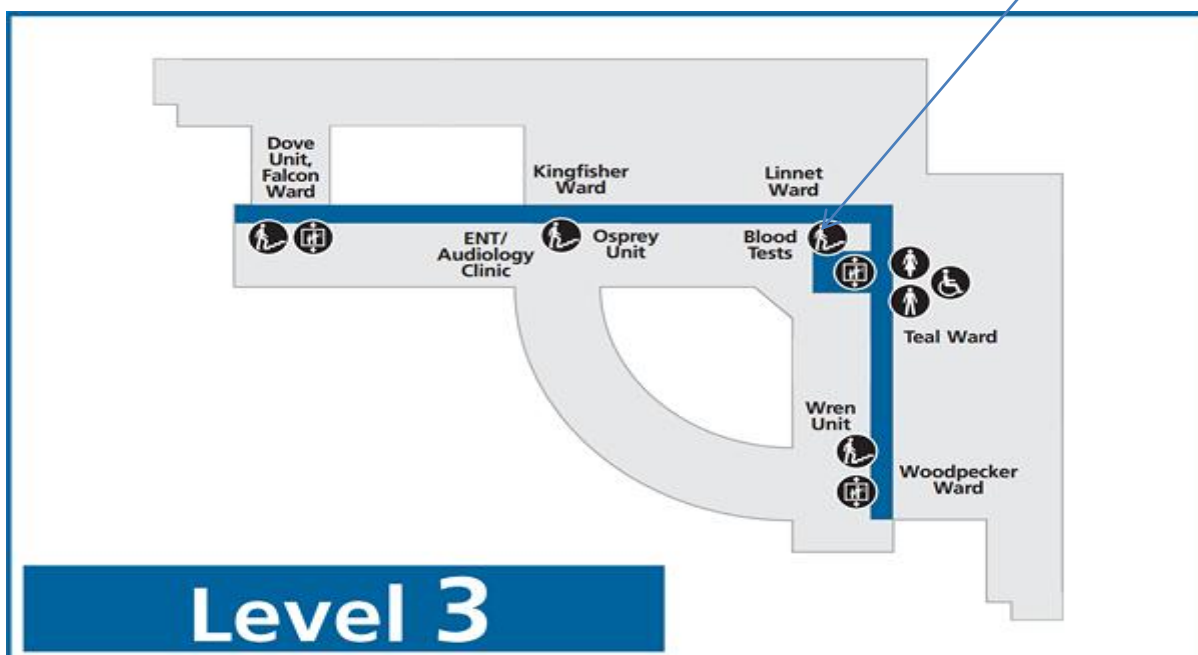 Dove
Unit,
Falcon
Ward
Kingfisher
Ward
Linnet
Ward
ENT/
Audiology
Clinic
Osprey
Unit
Blood
Tests
Teal Ward
Wren
Unit
Woodpecker
Ward
Level 3